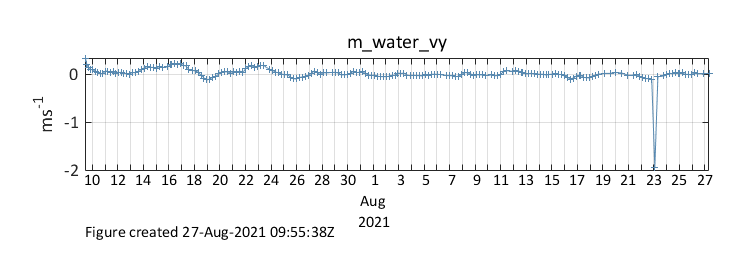 m_water_vy
ms-1
0
-1
-2
10 12 14 16 18 20 22 24 26 28 30 1 3 5 7 9 11 13 15 17 19 21 23 25 27
Aug
2021
Figure created 27-Aug-2021 09:55:38Z